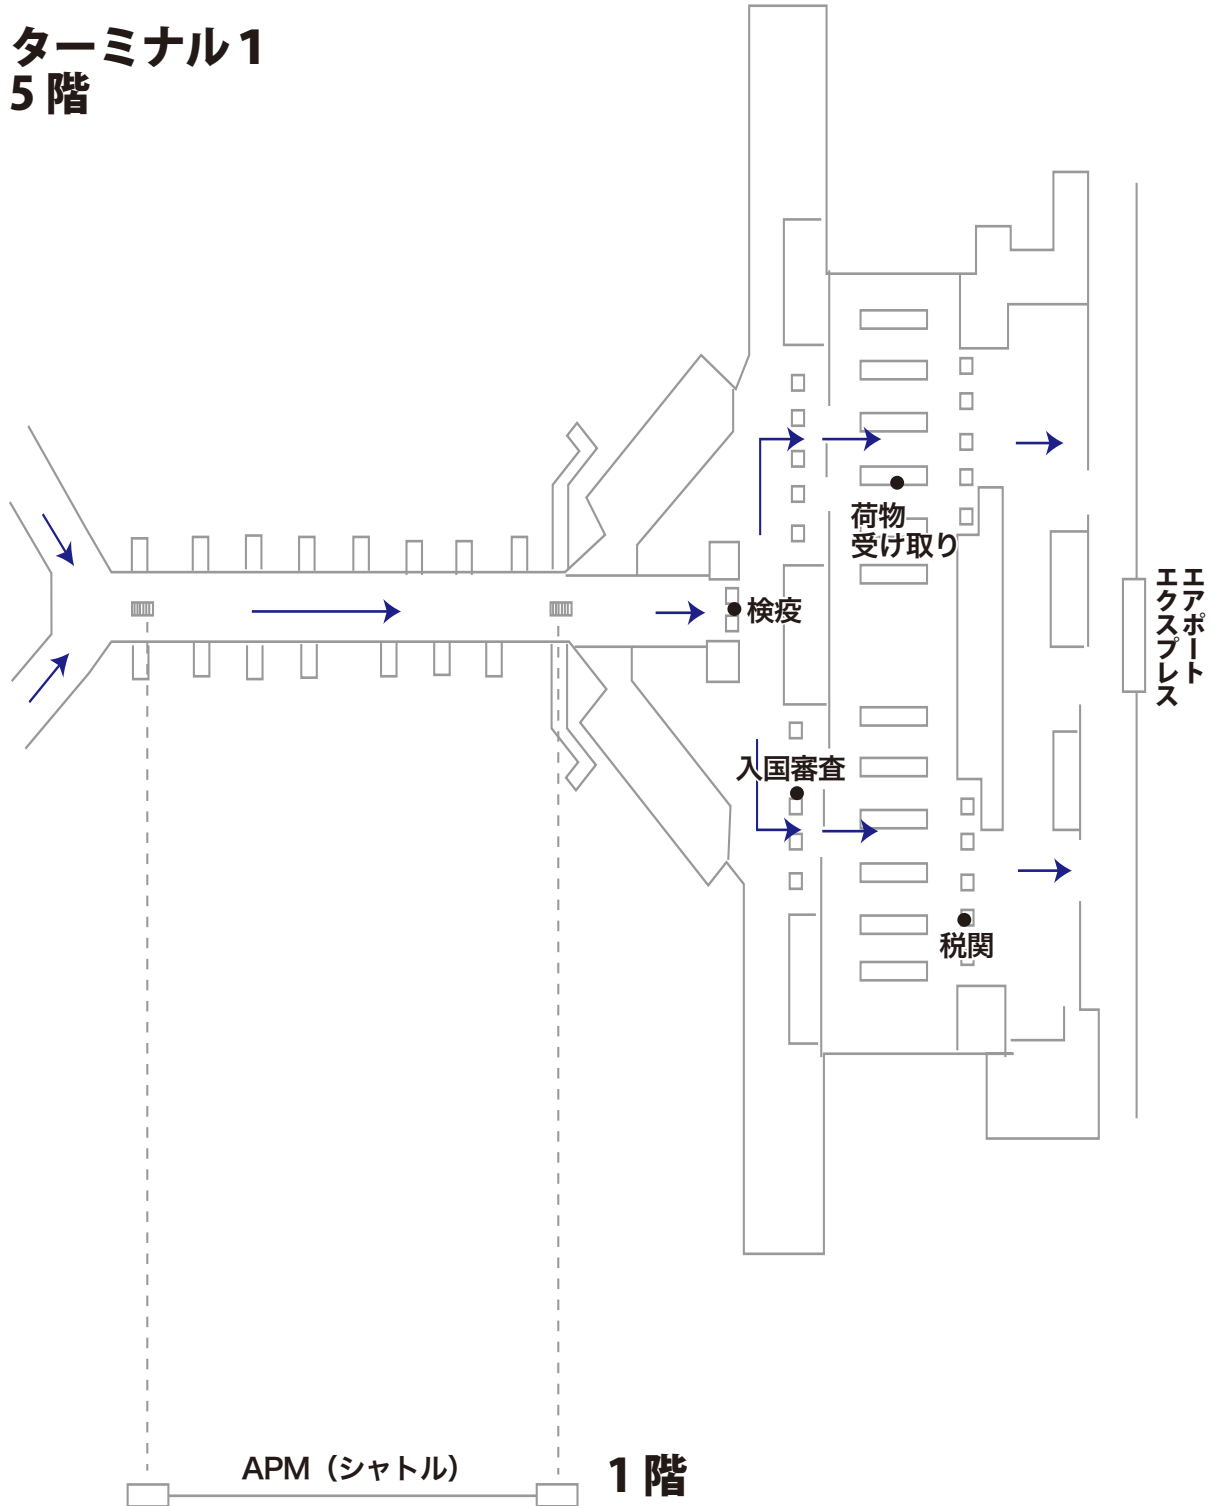 ターミナル1
5階
荷物
受け取り
検疫
エアポート
エクスプレス
入国審査
税関
APM（シャトル）
1階